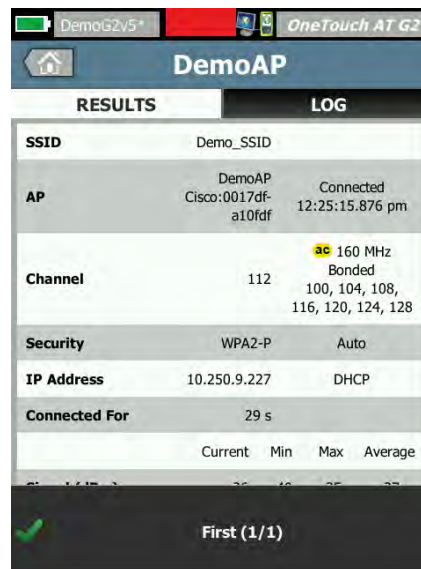 DemoG2v5*
OneTouch AT G2
DemoAP
RESULTS LOG
SSID Demo_SSID
AP DemoAP Cisco:0017df-a10fdf Connected 12:25:15.876 pm
Channel 112 ac 160 MHz Bonded 100, 104, 108, 116, 120, 124, 128
Security WPA2-P Auto
IP Address 10.250.9.227 DHCP
Connected For 29 s
Current Min Max Average
First (1/1)